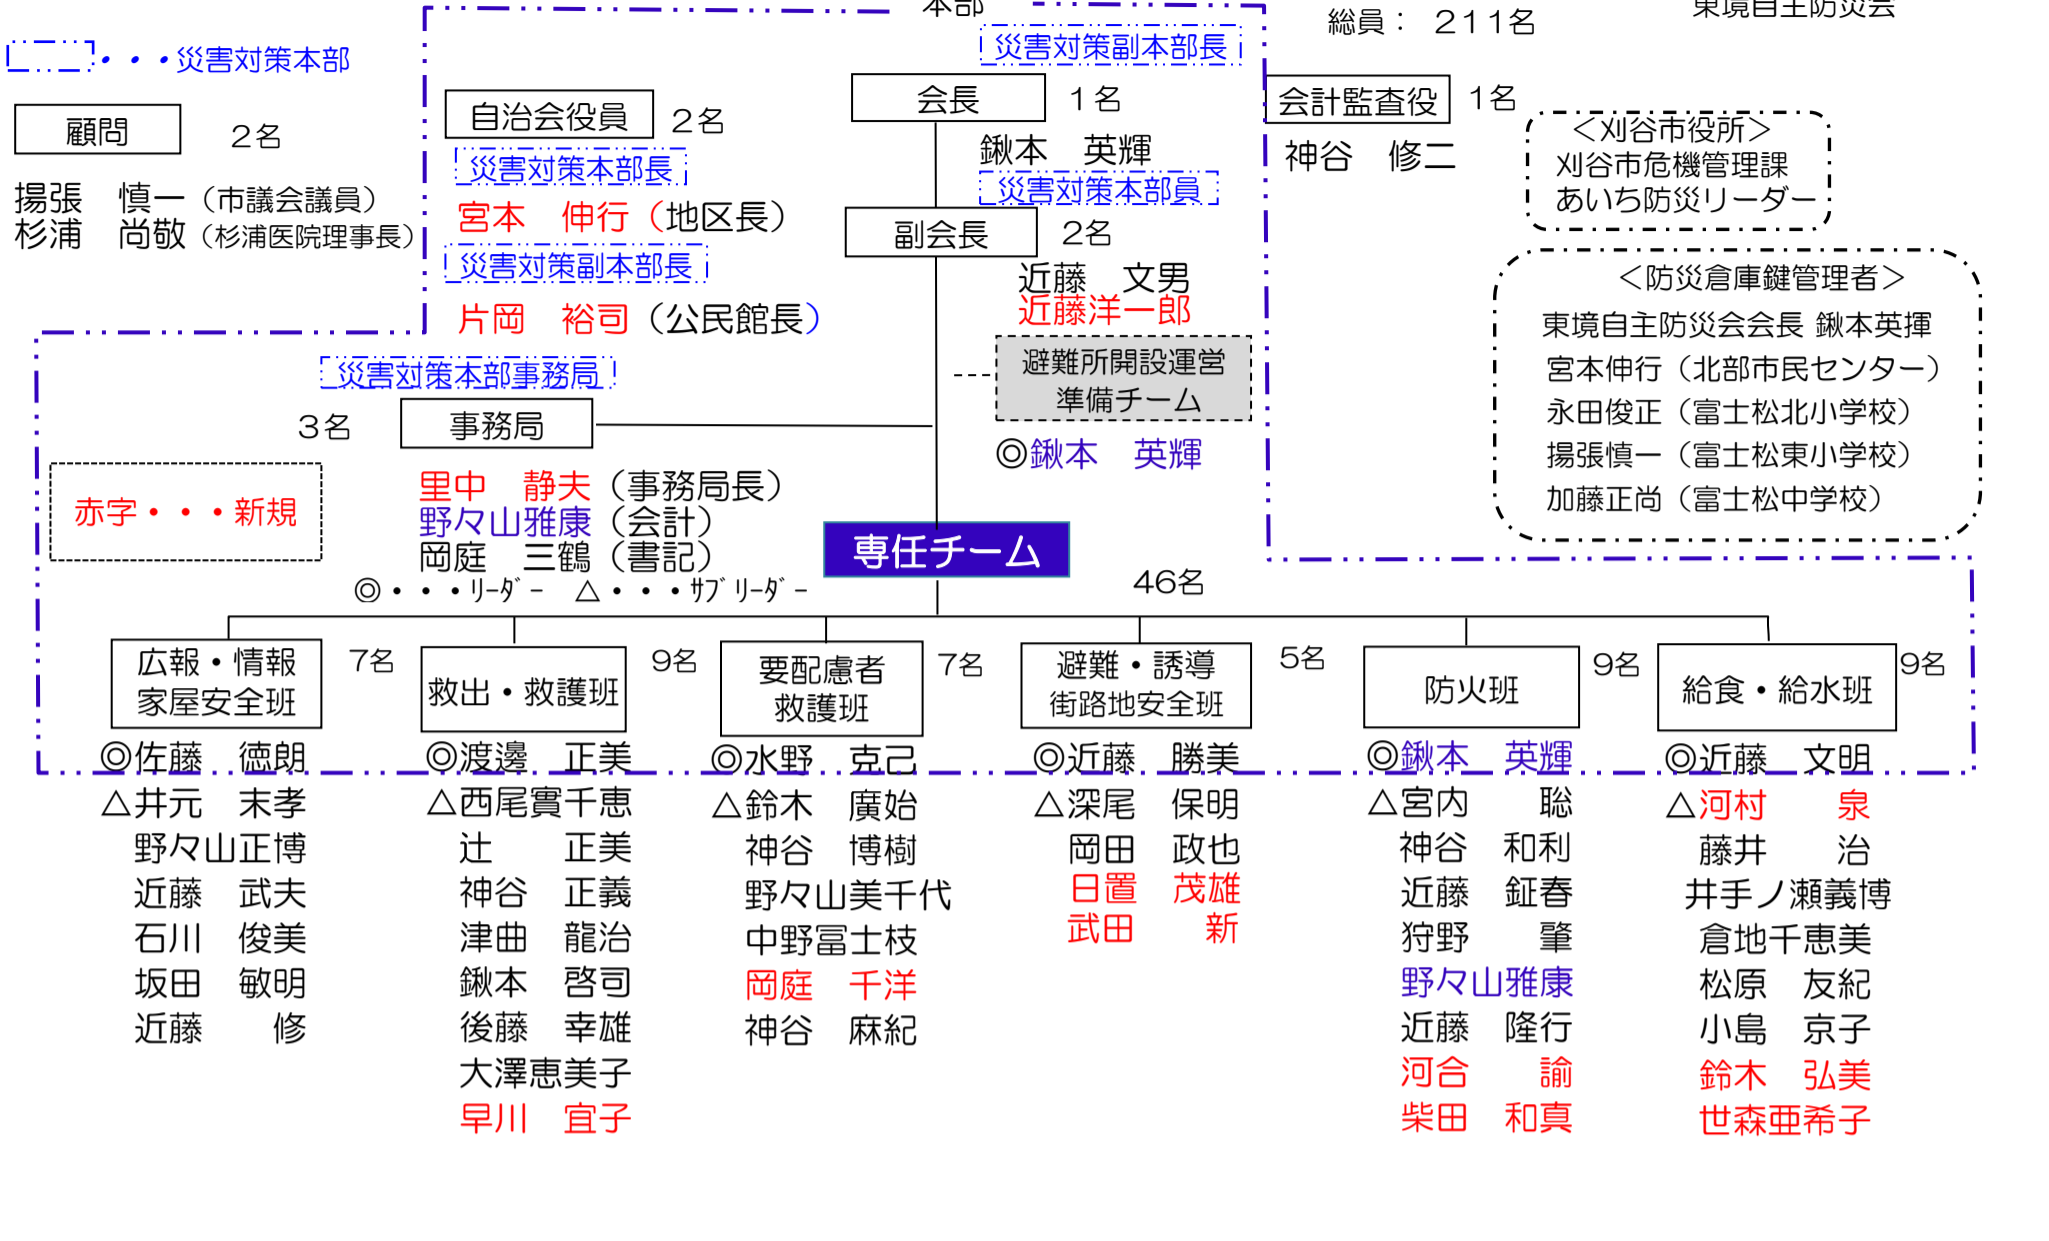 本部
総員： 211名
東境自主防災会
・・・災害対策本部
災害対策副本部長
顧問
2名
揚張　慎一（市議会議員）
杉浦　尚敬（杉浦医院理事長）
自治会役員
2名
災害対策本部長
宮本　伸行（地区長）
災害対策副本部長
片岡　裕司（公民館長）
会長
1名
鍬本　英輝
災害対策本部員
副会長
2名
近藤　文男
近藤洋一郎
会計監査役
1名
神谷　修二
＜刈谷市役所＞
刈谷市危機管理課
あいち防災リーダー
＜防災倉庫鍵管理者＞
東境自主防災会会長 鍬本英揮
宮本伸行（北部市民センター）
永田俊正（富士松北小学校）
揚張慎一（富士松東小学校）
加藤正尚（富士松中学校）
避難所開設運営
準備チーム
◎鍬本　英輝
災害対策本部事務局
3名
事務局
里中　静夫（事務局長）
野々山雅康（会計）
岡庭　三鶴（書記）
赤字・・・新規
◎・・・ﾘｰﾀﾞｰ　△・・・ｻﾌﾞﾘｰﾀﾞｰ
専任チーム
46名
広報・情報
家屋安全班
7名
◎佐藤　徳朗
△井元　末孝
野々山正博
近藤　武夫
石川　俊美
坂田　敏明
近藤　　修
救出・救護班
9名
◎渡邊　正美
△西尾實千恵
辻　　正美
神谷　正義
津曲　龍治
鍬本　啓司
後藤　幸雄
大澤恵美子
早川　宜子
要配慮者
救護班
7名
◎水野　克己
△鈴木　廣始
神谷　博樹
野々山美千代
中野冨士枝
岡庭　千洋
神谷　麻紀
避難・誘導
街路地安全班
5名
◎近藤　勝美
△深尾　保明
岡田　政也
日置　茂雄
武田　　新
防火班
9名
◎鍬本　英輝
△宮内　　聡
神谷　和利
近藤　鉦春
狩野　　肇
野々山雅康
近藤　隆行
河合　　諭
柴田　和真
給食・給水班
9名
◎近藤　文明
△河村　　泉
藤井　　治
井手ノ瀬義博
倉地千恵美
松原　友紀
小島　京子
鈴木　弘美
世森亜希子